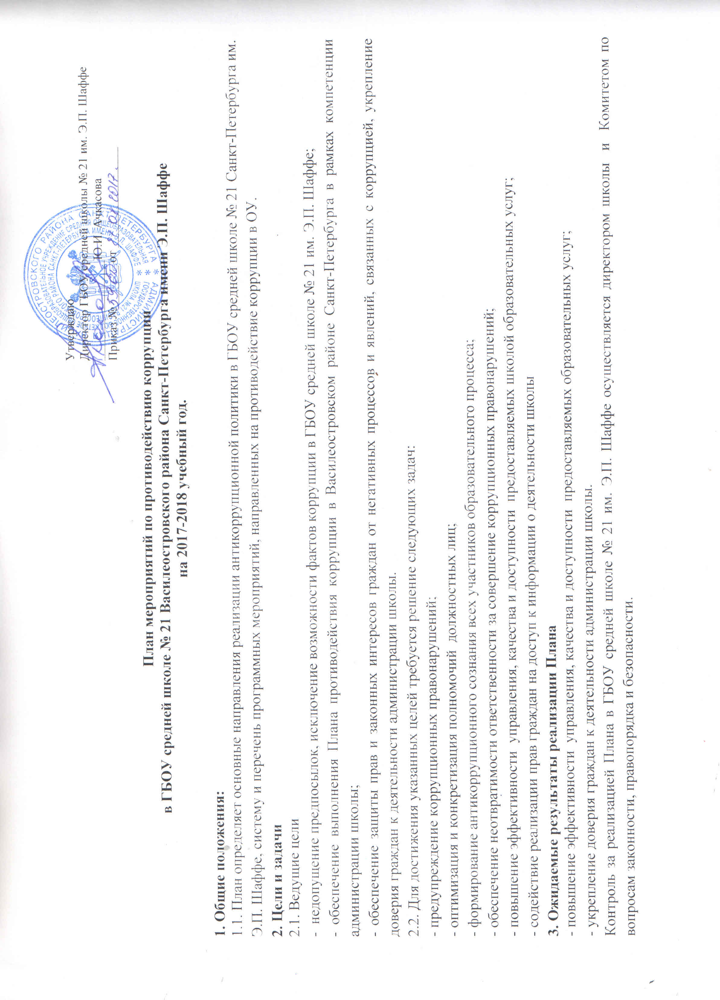 Утверждаю
Директор ГБОУ средней школы № 21 им. Э.П. Шаффе
Ю.И. Ачкасова
Приказ № от 2017.
План мероприятий по противодействию коррупции
в ГБОУ средней школе № 21 Василеостровского района Санкт-Петербурга имени Э.П. Шаффе
на 2017-2018 учебный год.
1. Общие положения:
1.1. План определяет основные направления реализации антикоррупционной политики в ГБОУ средней школе № 21 Санкт-Петербурга им.
Э.П. Шаффе, систему и перечень программных мероприятий, направленных на противодействие коррупции в ОУ.
2. Цели и задачи
2.1. Ведущие цели
- недопущение предпосылок, исключение возможности фактов коррупции в ГБОУ средней школе № 21 им. Э.П. Шаффе;
- обеспечение выполнения Плана противодействия коррупции в Василеостровском районе Санкт-Петербурга в рамках компетенции
администрации школы;
- обеспечение защиты прав и законных интересов граждан от негативных процессов и явлений, связанных с коррупцией, укрепление
доверия граждан к деятельности администрации школы.
2.2. Для достижения указанных целей требуется решение следующих задач:
- предупреждение коррупционных правонарушений;
- оптимизация и конкретизация полномочий должностных лиц;
- формирование антикоррупционного сознания всех участников образовательного процесса;
- обеспечение неотвратимости ответственности за совершение коррупционных правонарушений;
- повышение эффективности управления, качества и доступности предоставляемых школой образовательных услуг;
- содействие реализации прав граждан на доступ к информации о деятельности школы
3. Ожидаемые результаты реализации Плана
- повышение эффективности управления, качества и доступности предоставляемых образовательных услуг;
- укрепление доверия граждан к деятельности администрации школы.
Контроль за реализацией Плана в ГБОУ средней школе № 21 им. Э.П. Шаффе осуществляется директором школы и Комитетом по
вопросам законности, правопорядка и безопасности.